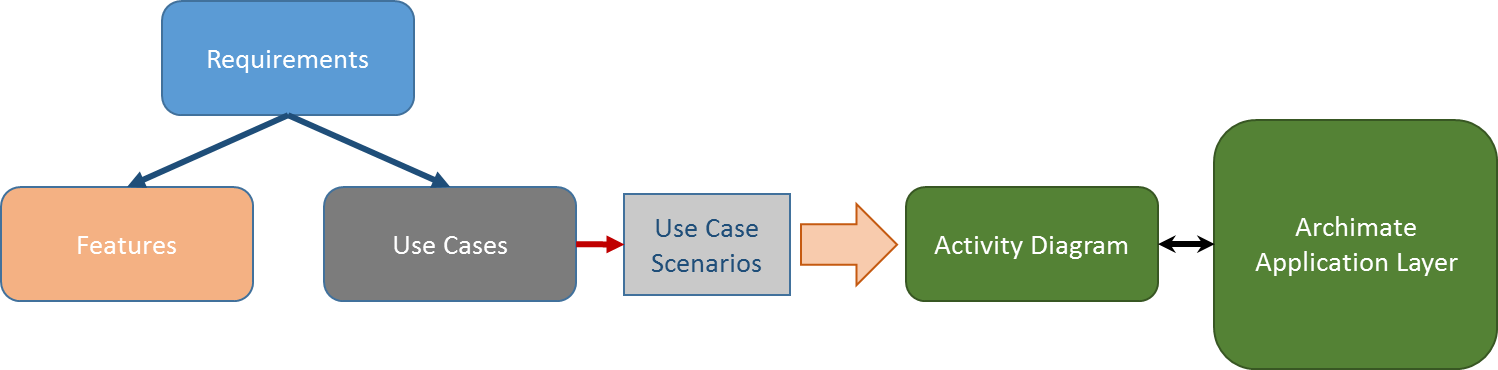 Requirements
Features
Use Cases
Use Case
Scenarios
Activity Diagram
Archimate
Application Layer